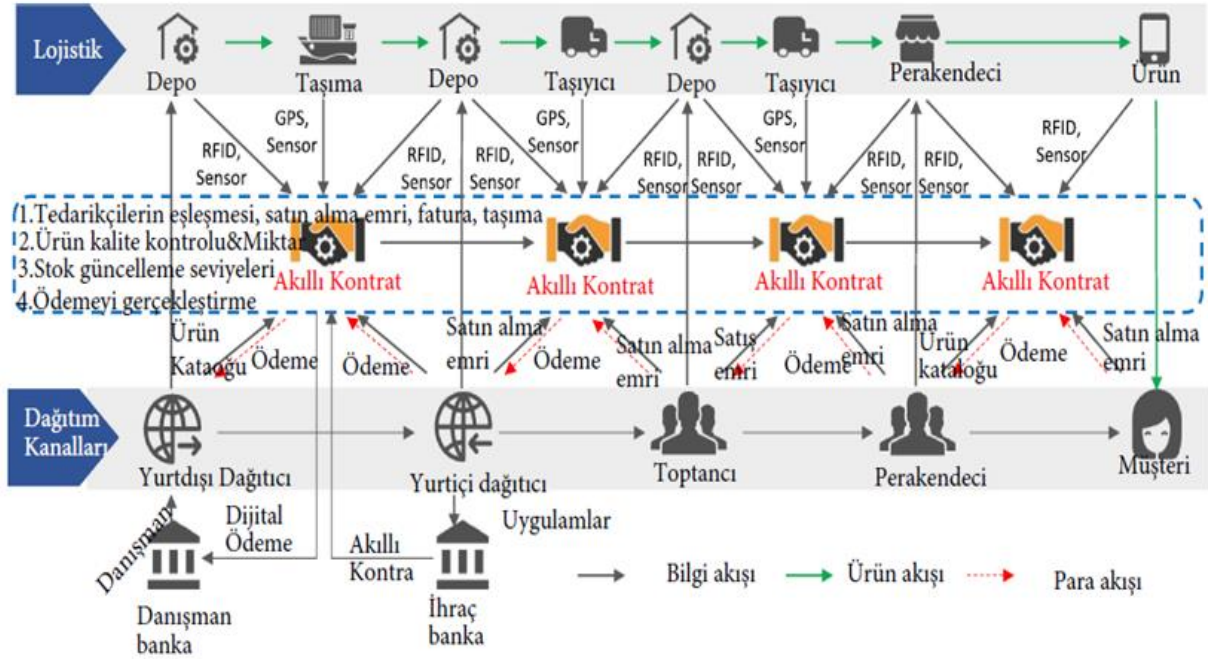 Lojistik
Depo
Taşıma
Depo
Taşıyıcı
Depo
Taşıyıcı
Perakendeci
Ürün
RFID,
Sensor
GPS,
Sensor
RFID,
Sensor
RFID,
Sensor
GPS,
Sensor
RFID,
Sensor
RFID,
Sensor
GPS,
Sensor
RFID,
Sensor
RFID,
Sensor
RFID,
Sensor
1.Tedarikçilerin eşleşmesi, satın alma emri, fatura, taşıma
2.Ürün kalite kontrolu&Miktar
3.Stok güncelleme seviyeleri
4.Ödemeyi gerçekleştirme
Akıllı Kontrat
Akıllı Kontrat
Akıllı Kontrat
Akıllı Kontrat
Ürün
Kataoğu
Ödeme
Ödeme
Satın alma
emri
Ödeme
Satın alma
emri
Satış
emri
Ödeme
Satın alma
emri
Ürün
kataloğu
Ödeme
Satın alma
emri
Dağıtım
Kanalları
Yurtdışı Dağıtıcı
Yurtiçi dağıtıcı
Toptancı
Perakendeci
Müşteri
Danışman
Dijital
Ödeme
Akıllı
Kontra
Uygulamlar
Danışman
banka
İhraç
banka
Bilgi akışı
Ürün akışı
Para akışı